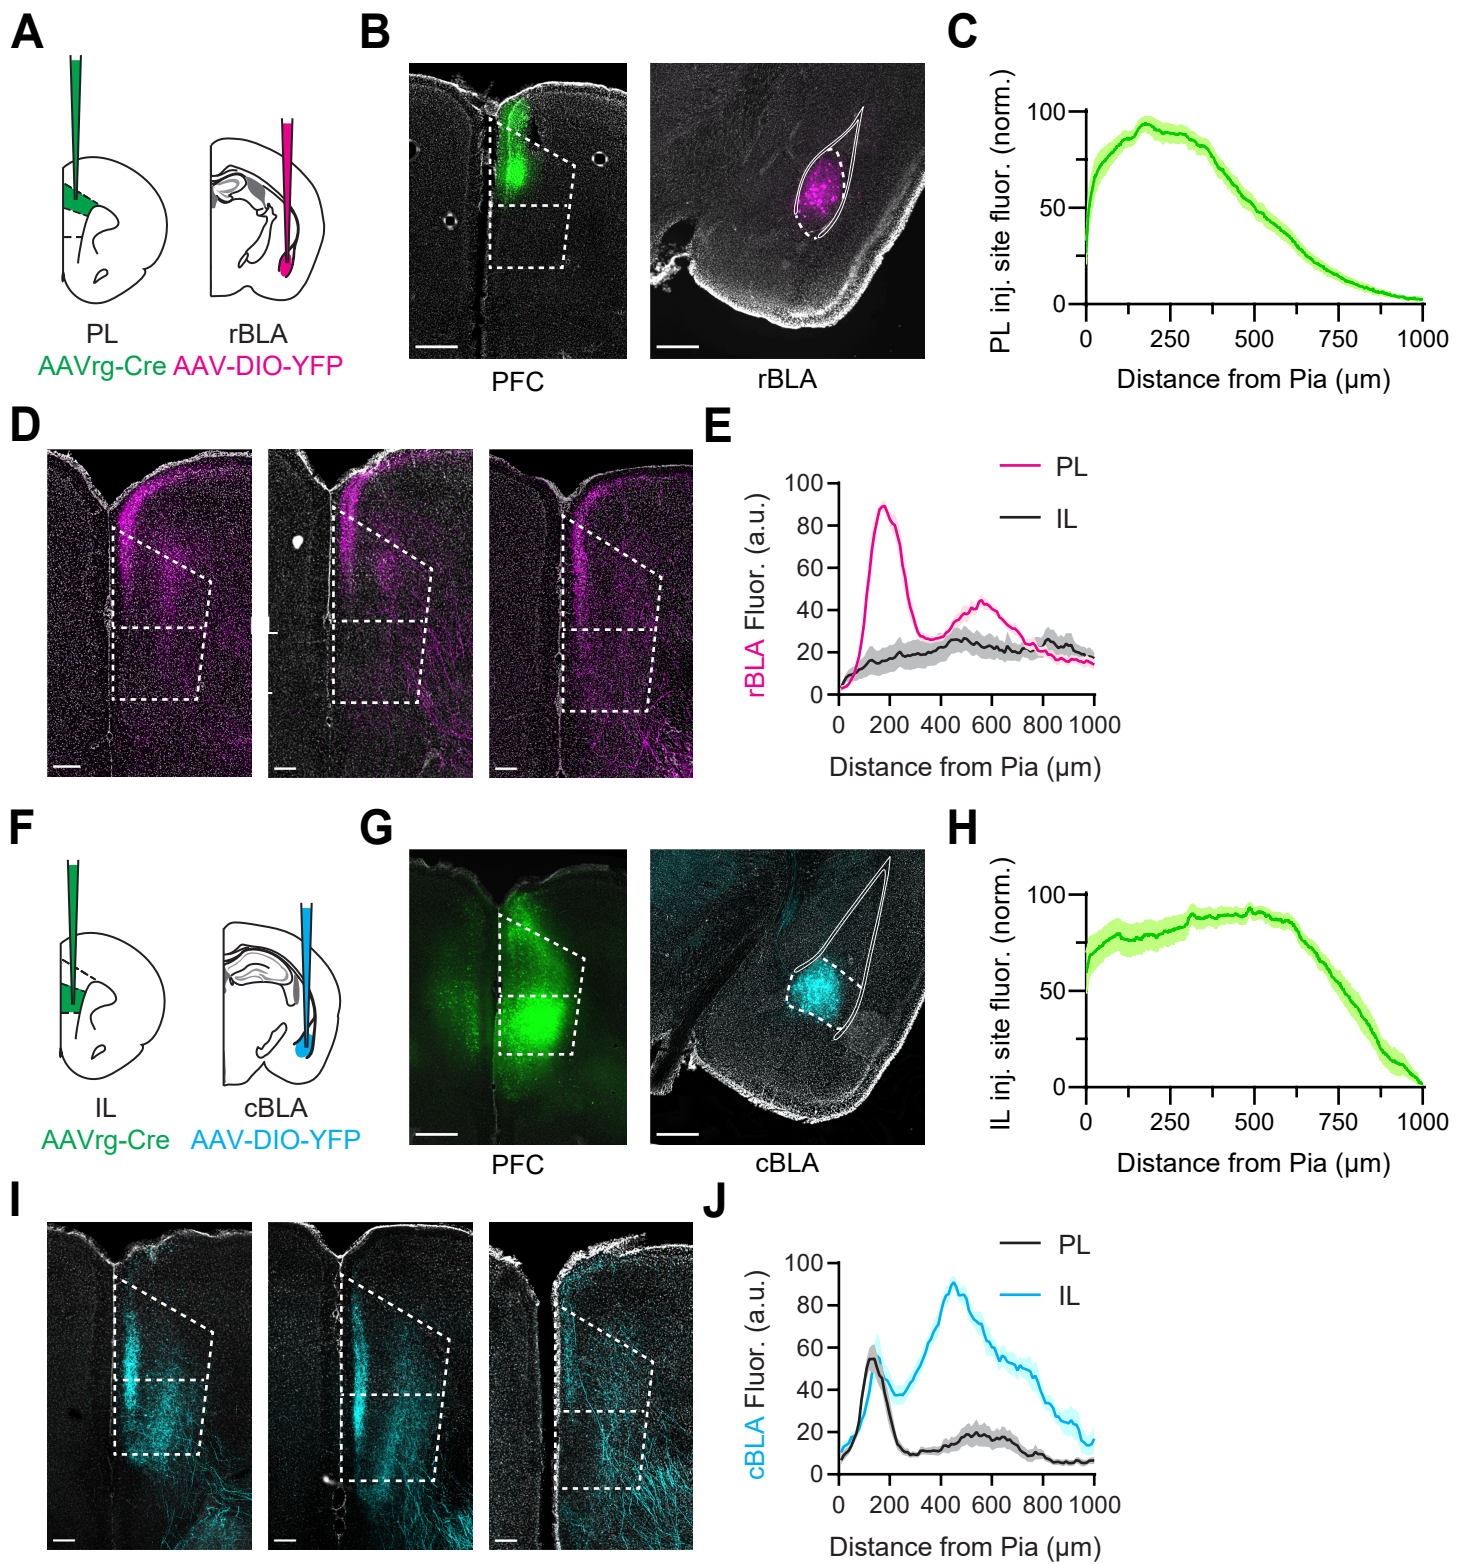 A
PL
AAVrg-Cre
rBLA
AAV-DIO-YFP
B
PFC
rBLA
C
PL inj. site fluor. (norm.)
100
50
0
0 250 500 750 1000
Distance from Pia (µm)
D
E
PL
IL
rBLA Fluor. (a.u.)
100
80
60
40
20
0
0 200 400 600 800 1000
Distance from Pia (µm)
F
IL
AAVrg-Cre
cBLA
AAV-DIO-YFP
G
PFC
cBLA
H
IL inj. site fluor. (norm.)
100
50
0
0 250 500 750 1000
Distance from Pia (µm)
I
J
PL
IL
cBLA Fluor. (a.u.)
100
80
60
40
20
0
0 200 400 600 800 1000
Distance from Pia (µm)